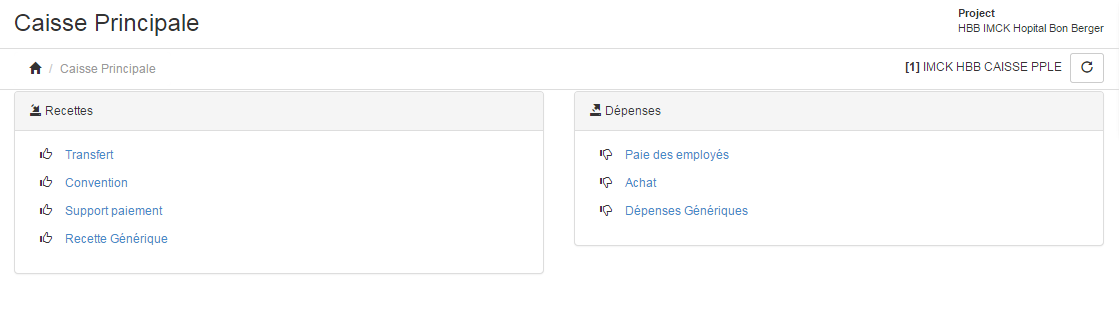 Caisse Principale
Project
HBB IMCK Hopital Bon Berger
/ Caisse Principale
[1] IMCK HBB CAISSE PPLE
Recettes
Transfert
Convention
Support paiement
Recette Générique
Dépenses
Paie des employés
Achat
Dépenses Génériques